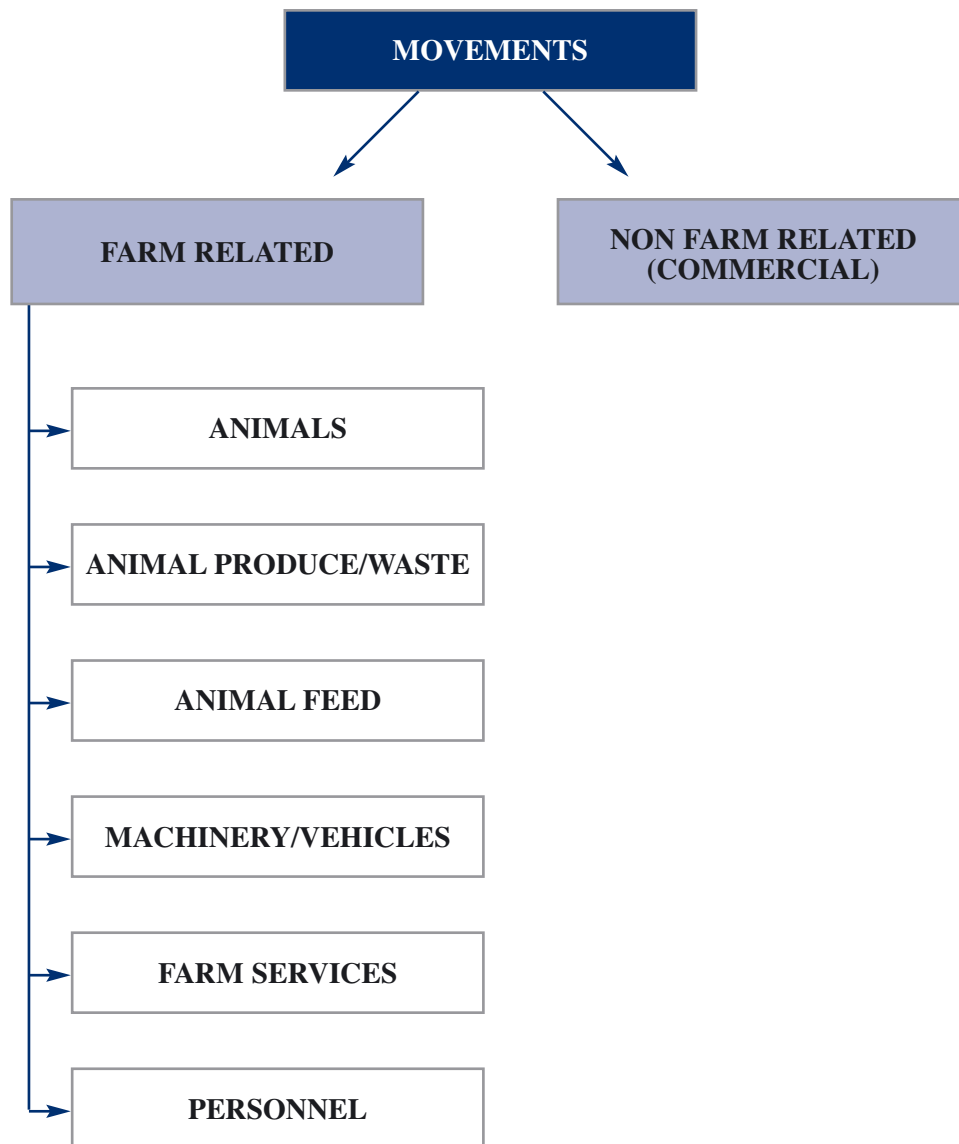 MOVEMENTS
FARM RELATED
NON FARM RELATED
(COMMERCIAL)
ANIMALS
ANIMAL PRODUCE/WASTE
ANIMAL FEED
MACHINERY/VEHICLES
FARM SERVICES
PERSONNEL